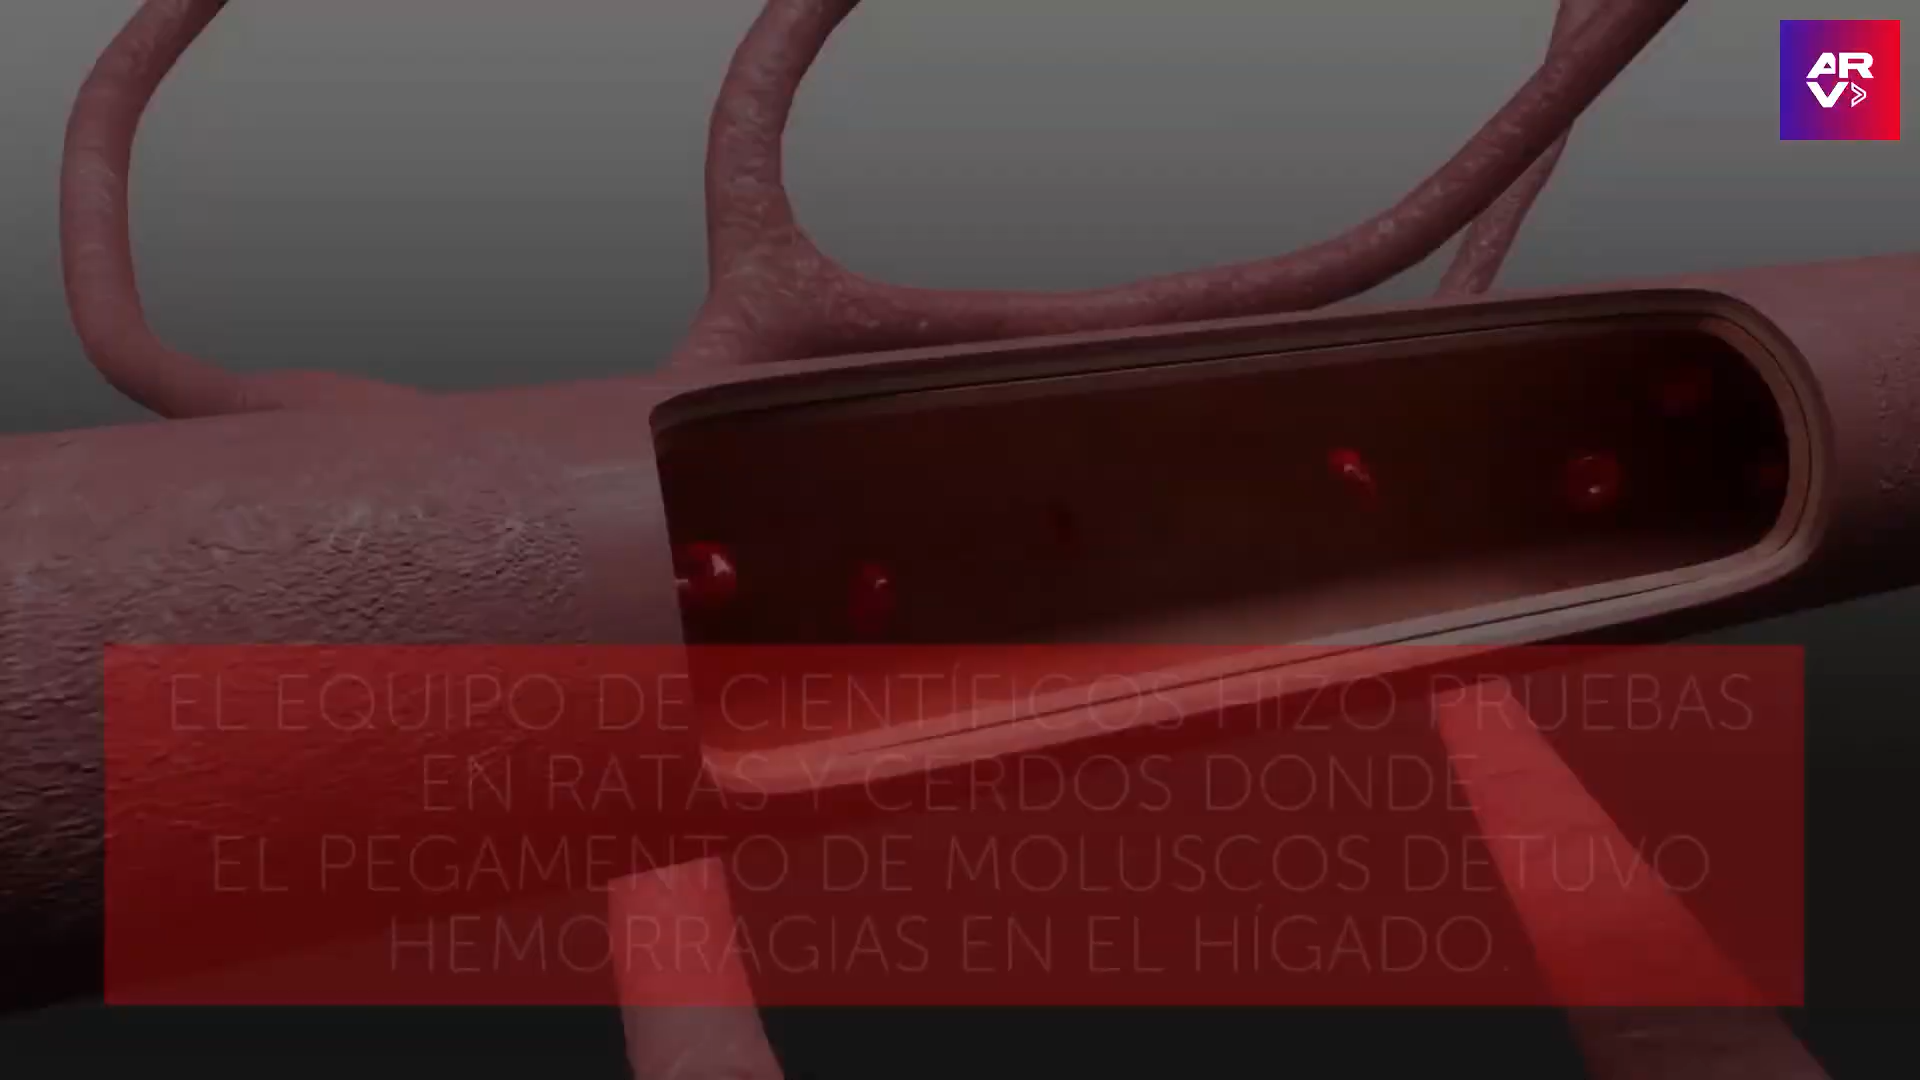 AR
V
EL EQUIPO DE CIENTÍFICOS HIZO PRUEBAS
EN RATAS Y CERDOS DONDE
EL PEGAMENTO DE MOLUSCOS DETUVO
HEMORRAGIAS EN EL HÍGADO.